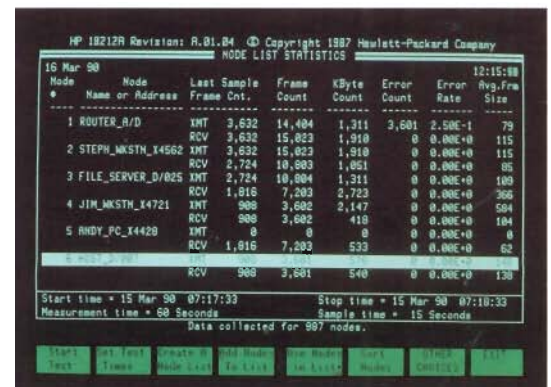 HP 18212A Revision: A.01.04 © Copyright 1987 Hewlett-Packard Company
NODE LIST STATISTICS
16 Mar 90 12:15:
Node Node Last Sample Frame KByte Error Error Avg.Frm
# Name or Address Frame Cnt. Count Count Count Rate Size
1 ROUTER_A/D XMT 3,632 14,404 1,311 3,601 2.50E-1 79
RCV 3,632 15,023 1,910 0 0.00E+0 115
2 STEPH_WKSTN_X4562 XMT 3,632 15,023 1,910 0 0.00E+0 115
RCV 2,724 10,803 1,051 0 0.00E+0 85
3 FILE_SERVER_D/025 XMT 2,724 10,804 1,311 0 0.00E+0 109
RCV 1,816 7,203 2,723 0 0.00E+0 366
4 JIM_WKSTN_X4721 XMT 908 3,602 2,147 0 0.00E+0 584
RCV 908 3,602 418 0 0.00E+0 104
5 ANDY_PC_X4428 XMT 0 0 0 0 0.00E+0 0
RCV 1,816 7,203 533 0 0.00E+0 62
6 XMT 908 3,601 0 0.00E+0
RCV 908 3,601 540 0 0.00E+0 138
Start time = 15 Mar 90 07:17:33 Stop time = 15 Mar 90 07:18:33
Measurement time = 60 Seconds Sample time = 15 Seconds
Data collected for 907 nodes.
Start Set Test Create A Add Nodes Use Nodes Sort OTHER EXIT
Test Times Node List To List in List Nodes CHOICES